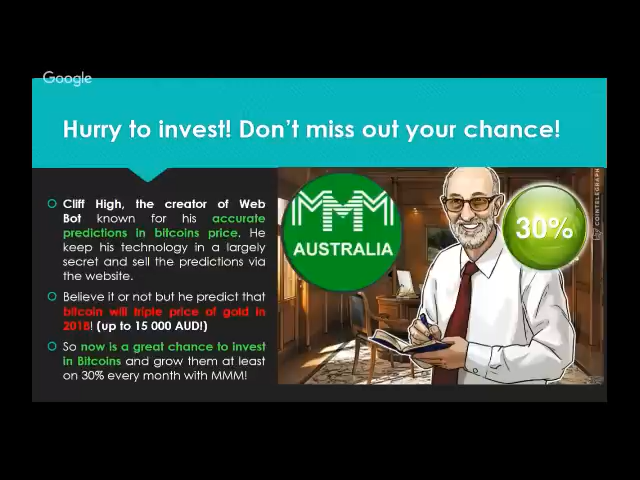 Google
Hurry to invest! Don't miss out your chance!
Cliff High, the creator of Web
Bot known for his accurate
predictions in bitcoins price. He
keep his technology in a largely
secret and sell the predictions via
the website.
Believe it or not but he predict that
bitcoin will triple price of gold in
2018! (up to 15 000 AUD!)
So now is a great chance to invest
in Bitcoins and grow them at least
on 30% every month with MMM!
MMM
AUSTRALIA
30%
COINTELEGRAPH